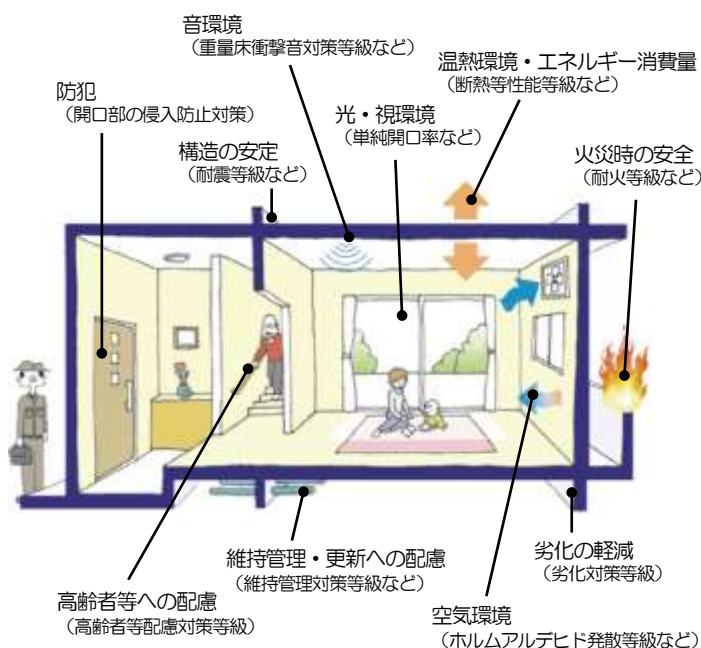 音環境
（重量床衝撃音対策等級など）
温熱環境・エネルギー消費量
（断熱等性能等級など）
防犯
（開口部の侵入防止対策）
光・視環境
（単純開口率など）
構造の安定
（耐震等級など）
火災時の安全
（耐火等級など）
維持管理・更新への配慮
（維持管理対策等級など）
劣化の軽減
（劣化対策等級）
高齢者等への配慮
（高齢者等配慮対策等級）
空気環境
（ホルムアルデヒド発散等級など）